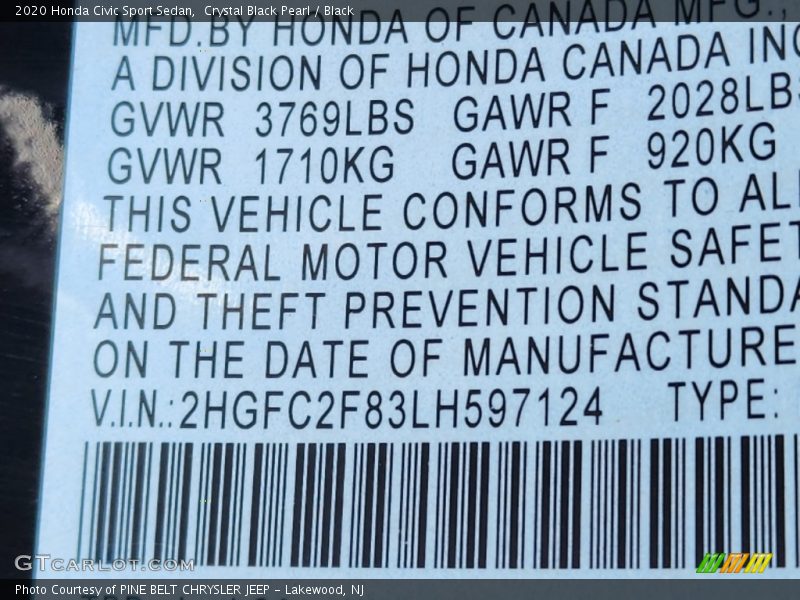 2020 Honda Civic Sport Sedan, Crystal Black Pearl / Black
MFD.BY HONDA OF CANADA MFG.,
A DIVISION OF HONDA CANADA INC
GVWR 3769LBS GAWR F 2028LBS
GVWR 1710KG GAWR F 920KG
THIS VEHICLE CONFORMS TO ALL
FEDERAL MOTOR VEHICLE SAFET
AND THEFT PREVENTION STANDA
ON THE DATE OF MANUFACTURE
V.I.N.:2HGFC2F83LH597124 TYPE:
GTCARLOT.COM
Photo Courtesy of PINE BELT CHRYSLER JEEP - Lakewood, NJ